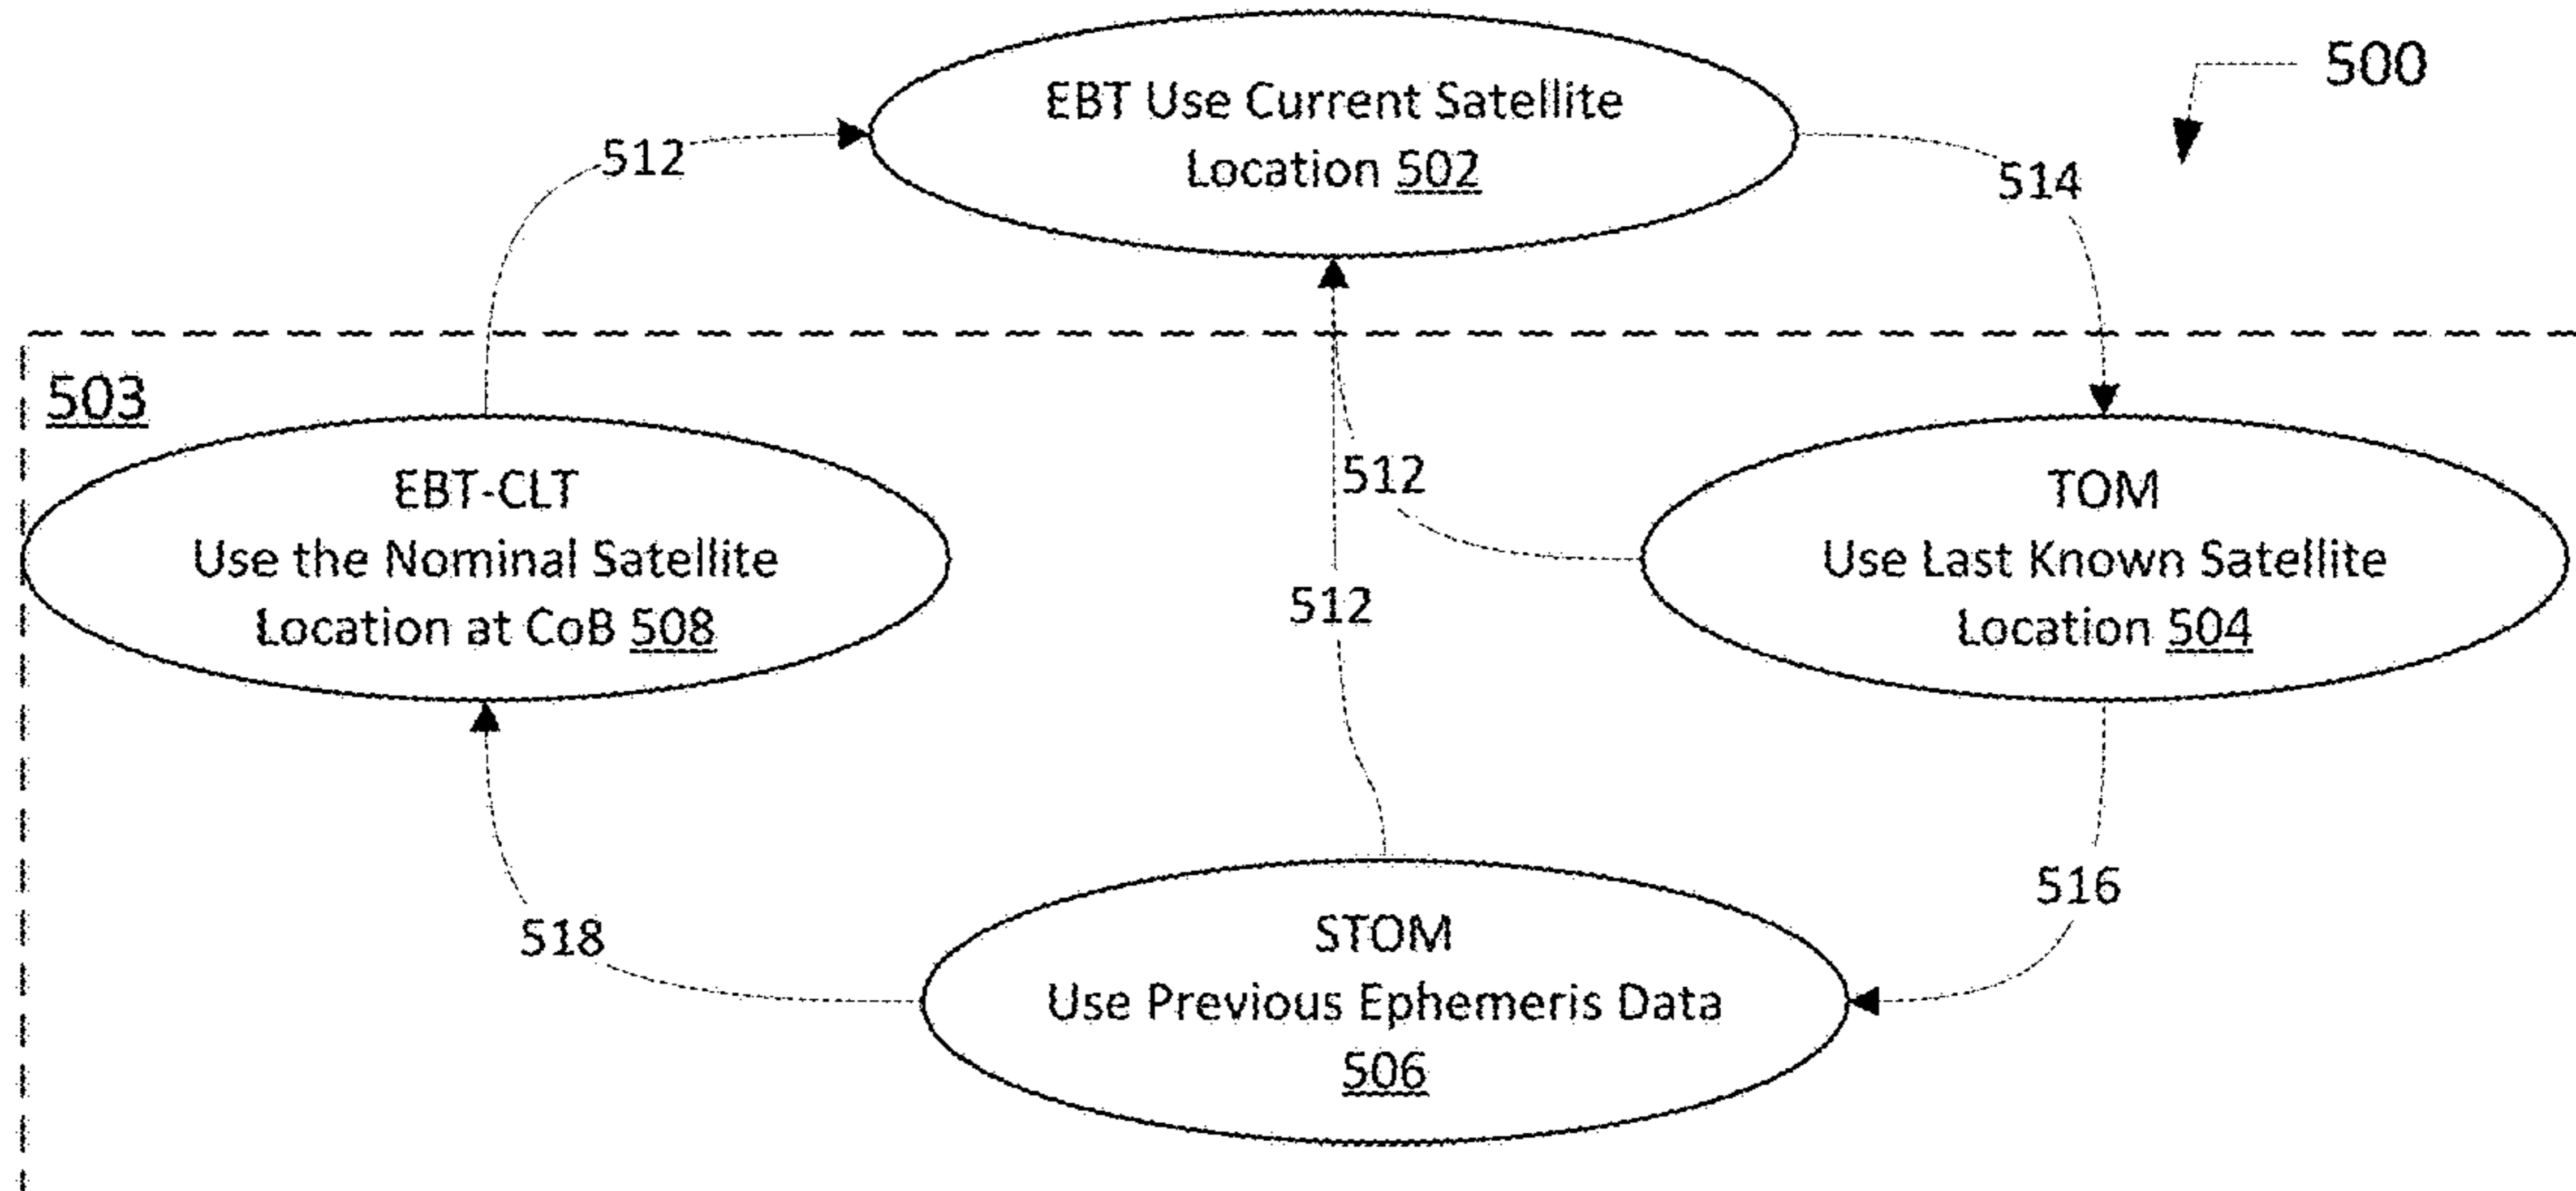 500
EBT Use Current Satellite
Location 502
512
514
503
512
EBT-CLT
Use the Nominal Satellite
Location at CoB 508
TOM
Use Last Known Satellite
Location 504
512
516
518
STOM
Use Previous Ephemeris Data
506